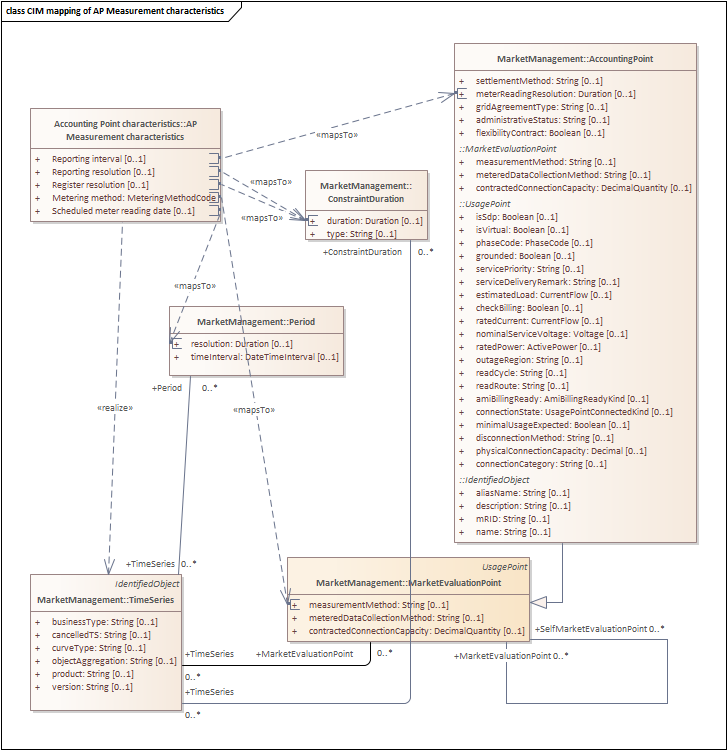 class CIM mapping of AP Measurement characteristics
MarketManagement::AccountingPoint
+ settlementMethod: String [0..1]
+ meterReadingResolution: Duration [0..1]
+ gridAgreementType: String [0..1]
+ administrativeStatus: String [0..1]
+ flexibilityContract: Boolean [0..1]
::MarketEvaluationPoint
+ measurementMethod: String [0..1]
+ meteredDataCollectionMethod: String [0..1]
+ contractedConnectionCapacity: DecimalQuantity [0..1]
::UsagePoint
+ isSdp: Boolean [0..1]
+ isVirtual: Boolean [0..1]
+ phaseCode: PhaseCode [0..1]
+ grounded: Boolean [0..1]
+ servicePriority: String [0..1]
+ serviceDeliveryRemark: String [0..1]
+ estimatedLoad: CurrentFlow [0..1]
+ checkBilling: Boolean [0..1]
+ ratedCurrent: CurrentFlow [0..1]
+ nominalServiceVoltage: Voltage [0..1]
+ ratedPower: ActivePower [0..1]
+ outageRegion: String [0..1]
+ readCycle: String [0..1]
+ readRoute: String [0..1]
+ amiBillingReady: AmiBillingReadyKind [0..1]
+ connectionState: UsagePointConnectedKind [0..1]
+ minimalUsageExpected: Boolean [0..1]
+ disconnectionMethod: String [0..1]
+ physicalConnectionCapacity: Decimal [0..1]
+ connectionCategory: String [0..1]
::IdentifiedObject
+ aliasName: String [0..1]
+ description: String [0..1]
+ mRID: String [0..1]
+ name: String [0..1]
Accounting Point characteristics::AP
Measurement characteristics
+ Reporting interval [0..1]
+ Reporting resolution [0..1]
+ Register resolution [0..1]
+ Metering method: MeteringMethodCode
+ Scheduled meter reading date [0..1]
«mapsTo»
«mapsTo»
«mapsTo»
MarketManagement::
ConstraintDuration
+ duration: Duration [0..1]
+ type: String [0..1]
+ConstraintDuration 0..*
«mapsTo»
MarketManagement::Period
+ resolution: Duration [0..1]
+ timeInterval: DateTimeInterval [0..1]
+Period 0..*
«realize»
«mapsTo»
+TimeSeries 0..*
IdentifiedObject
MarketManagement::TimeSeries
+ businessType: String [0..1]
+ cancelledTS: String [0..1]
+ curveType: String [0..1]
+ objectAggregation: String [0..1]
+ product: String [0..1]
+ version: String [0..1]
UsagePoint
MarketManagement::MarketEvaluationPoint
+ measurementMethod: String [0..1]
+ meteredDataCollectionMethod: String [0..1]
+ contractedConnectionCapacity: DecimalQuantity [0..1]
+SelfMarketEvaluationPoint 0..*
+TimeSeries +MarketEvaluationPoint 0..*
+MarketEvaluationPoint 0..*
0..*
+TimeSeries
0..*